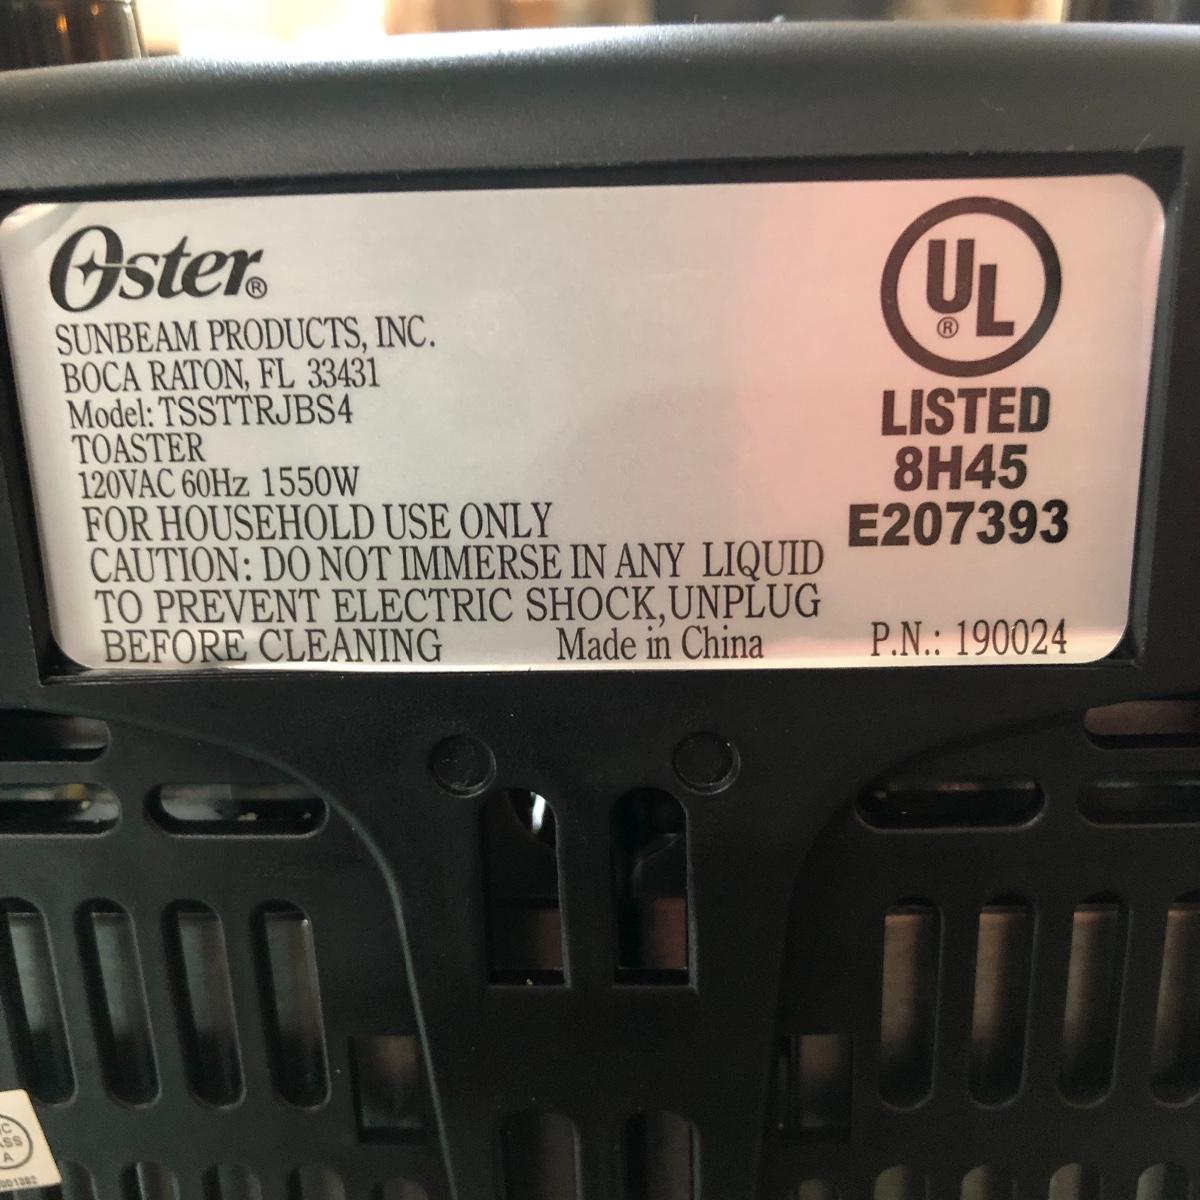 Oster®
SUNBEAM PRODUCTS, INC.
BOCA RATON, FL 33431
Model: TSSTTRJBS4
TOASTER
120VAC 60Hz 1550W
FOR HOUSEHOLD USE ONLY
CAUTION: DO NOT IMMERSE IN ANY LIQUID
TO PREVENT ELECTRIC SHOCK,UNPLUG
BEFORE CLEANING Made in China
UL®
LISTED
8H45
E207393
P.N.: 190024